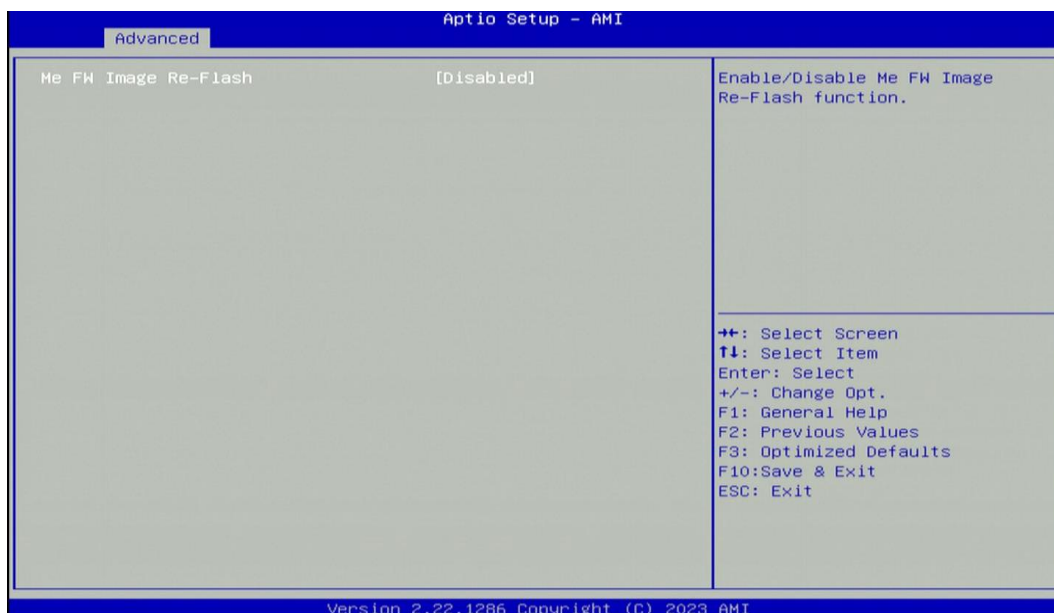 Aptio Setup – AMI
Advanced
Me FW Image Re-Flash [Disabled]
Enable/Disable Me FW Image
Re-Flash function.
→←: Select Screen
↑↓: Select Item
Enter: Select
+/-: Change Opt.
F1: General Help
F2: Previous Values
F3: Optimized Defaults
F10:Save & Exit
ESC: Exit
Version 2.22.1286 Copyright (C) 2023 AMI